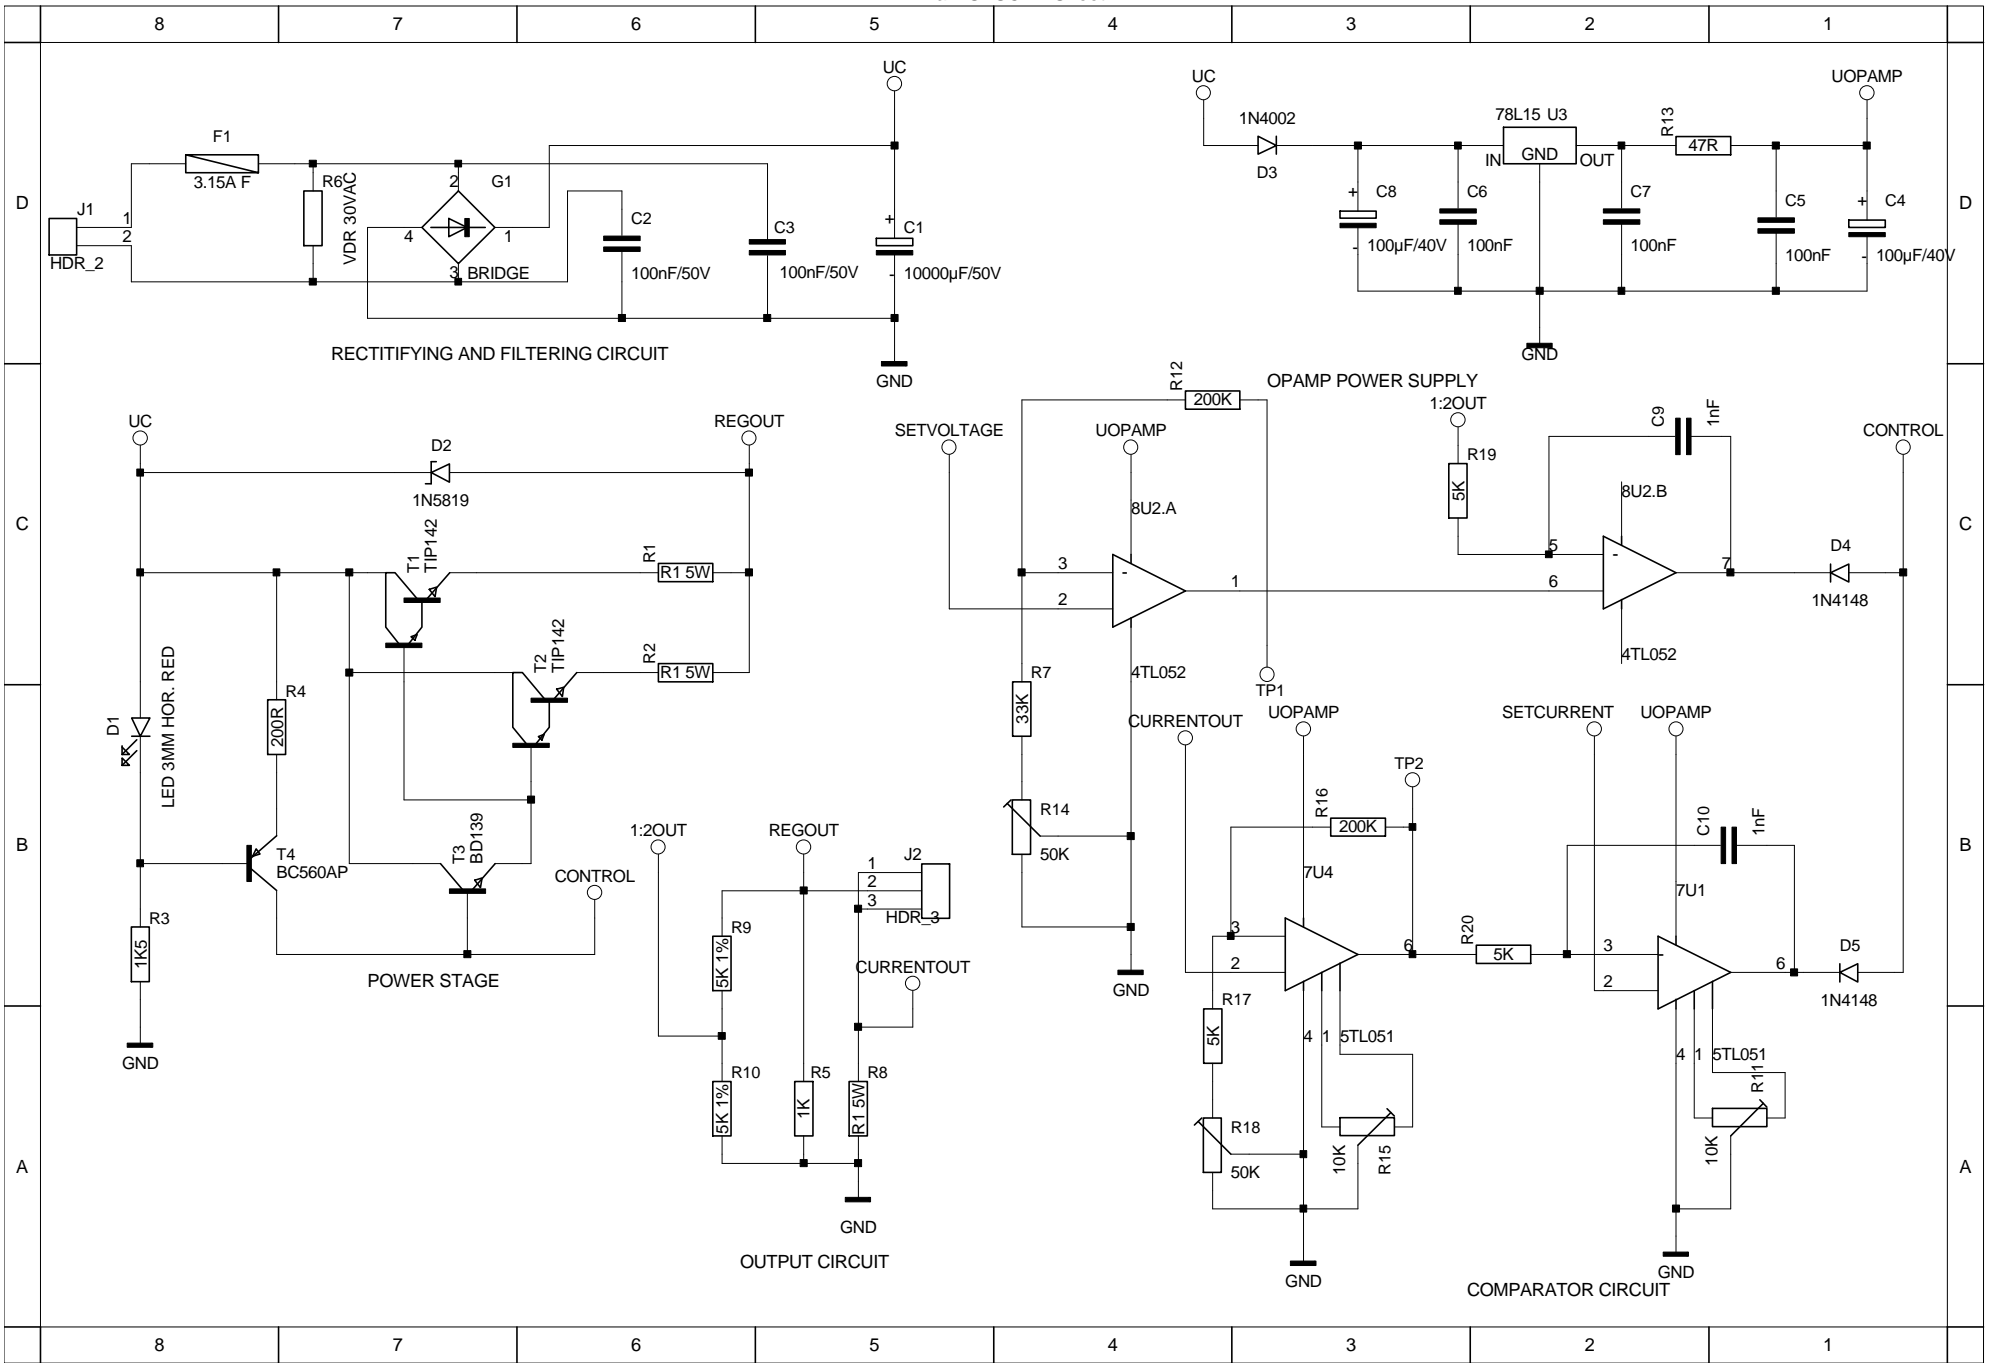 8 7 6 5 4 3 2 1
D
J1
1
2
HDR_2
F1
3.15A F
R6
VDR 30VAC
2
G1
4
1
3
BRIDGE
C2
100nF/50V
C3
100nF/50V
UC
+
C1
-
10000µF/50V
GND
RECTITIFYING AND FILTERING CIRCUIT
UC
1N4002
D3
+
C8
-
100µF/40V
C6
100nF
78L15 U3
IN
GND
OUT
GND
C7
100nF
R13
47R
C5
100nF
UOPAMP
+
C4
-
100µF/40V
D
OPAMP POWER SUPPLY
C
UC
D2
1N5819
REGOUT
T1
TIP142
R1
R1 5W
T2
TIP142
R2
R1 5W
D1
LED 3MM HOR. RED
R4
200R
T4
BC560AP
T3
BD139
CONTROL
R3
1K5
GND
POWER STAGE
SETVOLTAGE
UOPAMP
R12
200K
8U2.A
3
-
2
1
4TL052
TP1
R7
33K
R14
50K
GND
1:2OUT
R19
5K
C9
1nF
8U2.B
5
-
6
7
4TL052
D4
1N4148
CONTROL
C
B
1:2OUT
REGOUT
J2
1
2
3
HDR_3
R9
5K 1%
CURRENTOUT
R10
5K 1%
R5
1K
R8
R1 5W
GND
OUTPUT CIRCUIT
CURRENTOUT
UOPAMP
TP2
R16
200K
7U4
3
-
2
6
R17
5K
4 1 5TL051
R18
50K
10K
R15
GND
SETCURRENT
UOPAMP
C10
1nF
7U1
R20
5K
3
-
2
6
D5
1N4148
4 1 5TL051
R11
10K
GND
COMPARATOR CIRCUIT
B
A
A
8 7 6 5 4 3 2 1